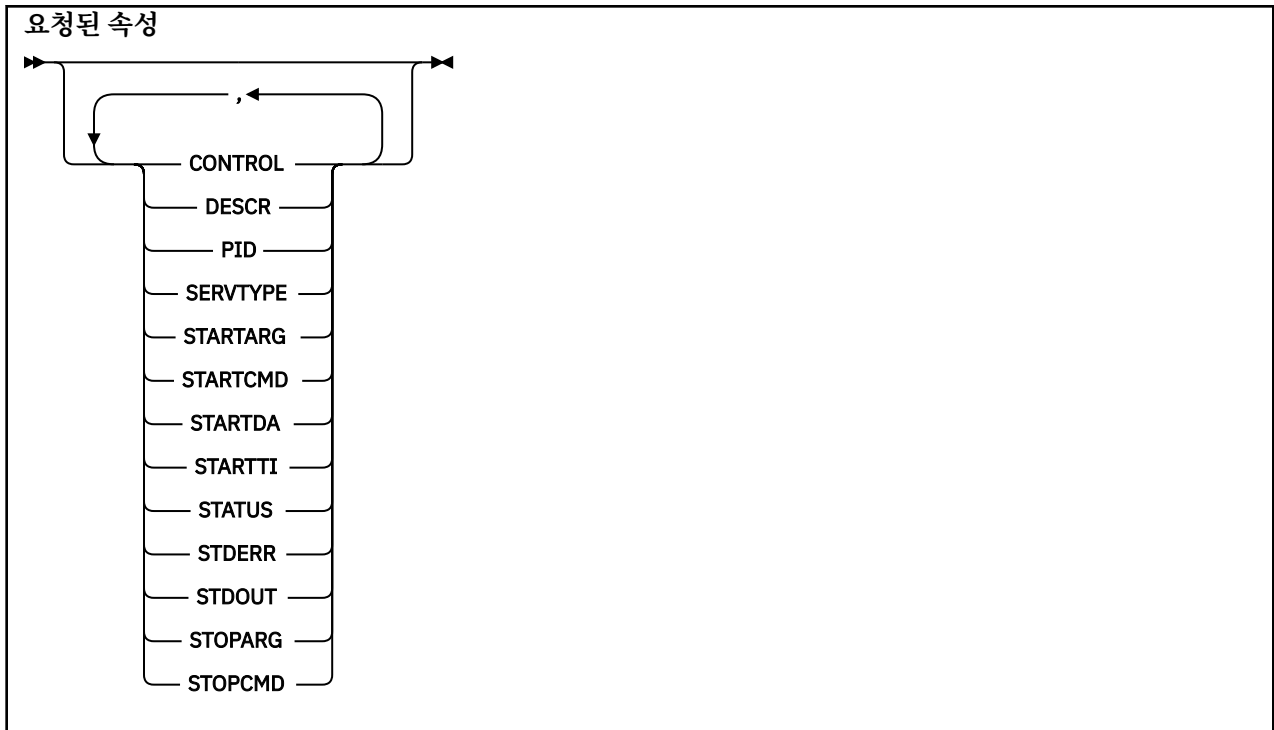 요청된 속성
,
CONTROL
DESCR
PID
SERVTYPE
STARTARG
STARTCMD
STARTDA
STARTTI
STATUS
STDERR
STDOUT
STOPARG
STOPCMD